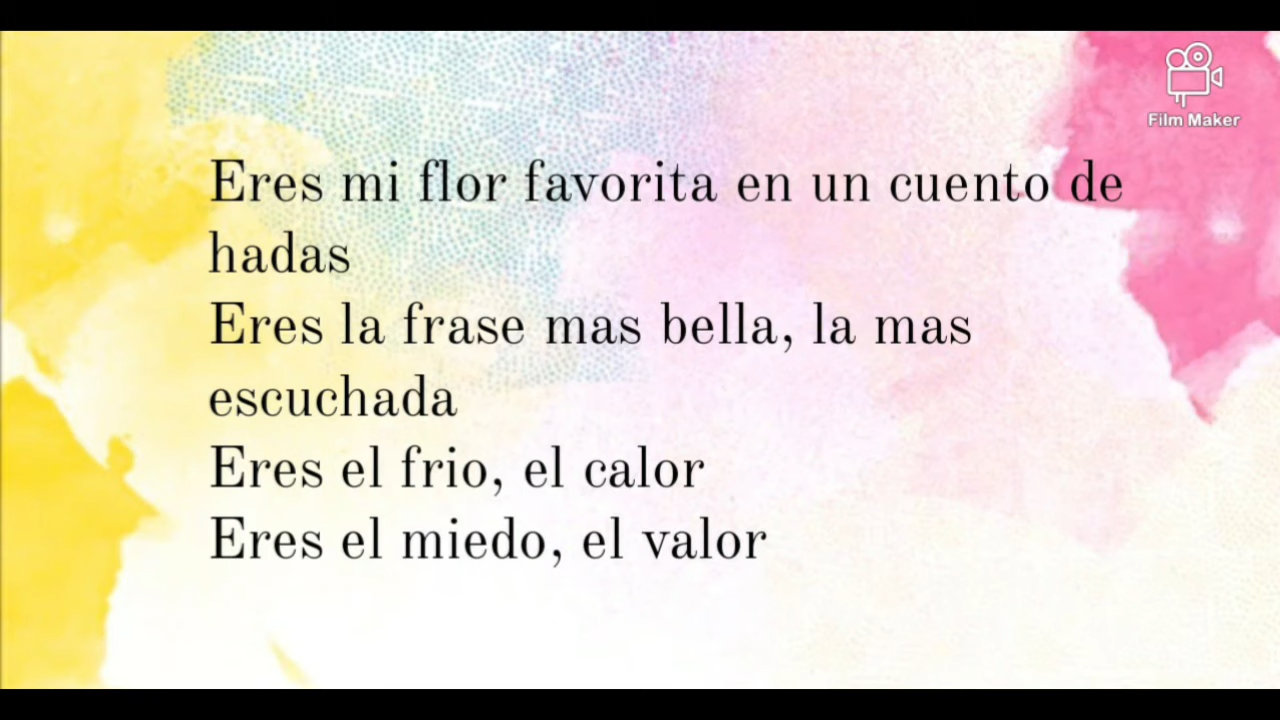 Film Maker
Eres mi flor favorita en un cuento de
hadas
Eres la frase mas bella, la mas
escuchada
Eres el frio, el calor
Eres el miedo, el valor